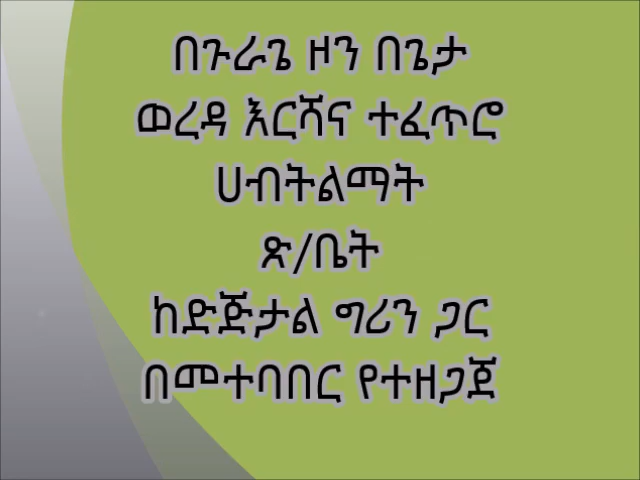 በጉራጌ ዞን በጌታ
ወረዳ እርሻና ተፈጥሮ
ሀብትልማት
ጽ/ቤት
ከድጅታል ግሪን ጋር
በመተባበር የተዘጋጀ